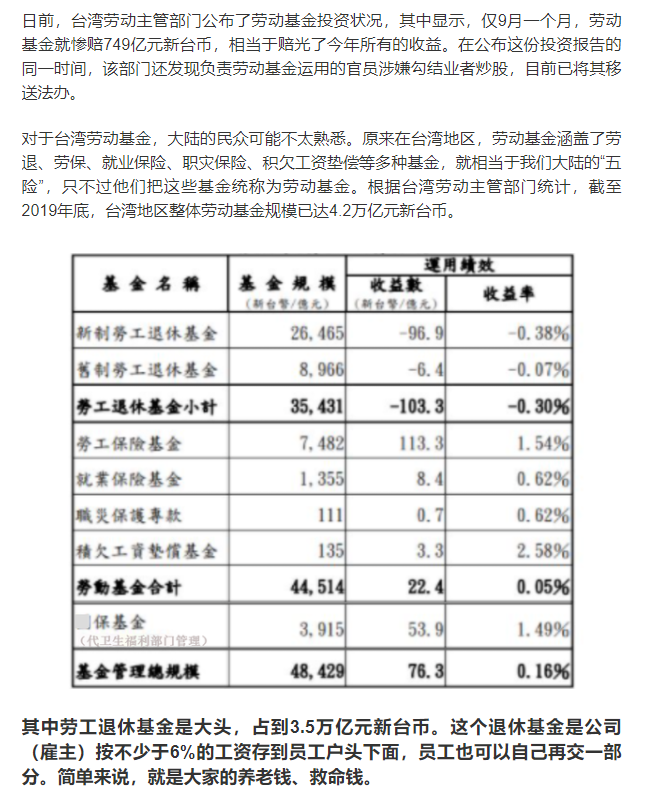 日前，台湾劳动主管部门公布了劳动基金投资状况，其中显示，仅9月一个月，劳动
基金就惨赔749亿元新台币，相当于赔光了今年所有的收益。在公布这份投资报告的
同一时间，该部门还发现负责劳动基金运用的官员涉嫌勾结业者炒股，目前已将其移
送法办。
对于台湾劳动基金，大陆的民众可能不太熟悉。原来在台湾地区，劳动基金涵盖了劳
退、劳保、就业保险、职灾保险、积欠工资垫偿等多种基金，就相当于我们大陆的“五
险”，只不过他们把这些基金统称为劳动基金。根据台湾劳动主管部门统计，截至
2019年底，台湾地区整体劳动基金规模已达4.2万亿元新台币。
基金名稱 基金規模 運用績效
（新台幣/億元） 收益數 收益率
（新台幣/億元）
新制勞工退休基金 26,465 -96.9 -0.38%
舊制勞工退休基金 8,966 -6.4 -0.07%
勞工退休基金小計 35,431 -103.3 -0.30%
勞工保險基金 7,482 113.3 1.54%
就業保險基金 1,355 8.4 0.62%
職災保護專款 111 0.7 0.62%
積欠工資墊償基金 135 3.3 2.58%
勞動基金合計 44,514 22.4 0.05%
保基金 3,915 53.9 1.49%
（代卫生福利部门管理）
基金管理總規模 48,429 76.3 0.16%
其中劳工退休基金是大头，占到3.5万亿元新台币。这个退休基金是公司
（雇主）按不少于6%的工资存到员工户头下面，员工也可以自己再交一部
分。简单来说，就是大家的养老钱、救命钱。